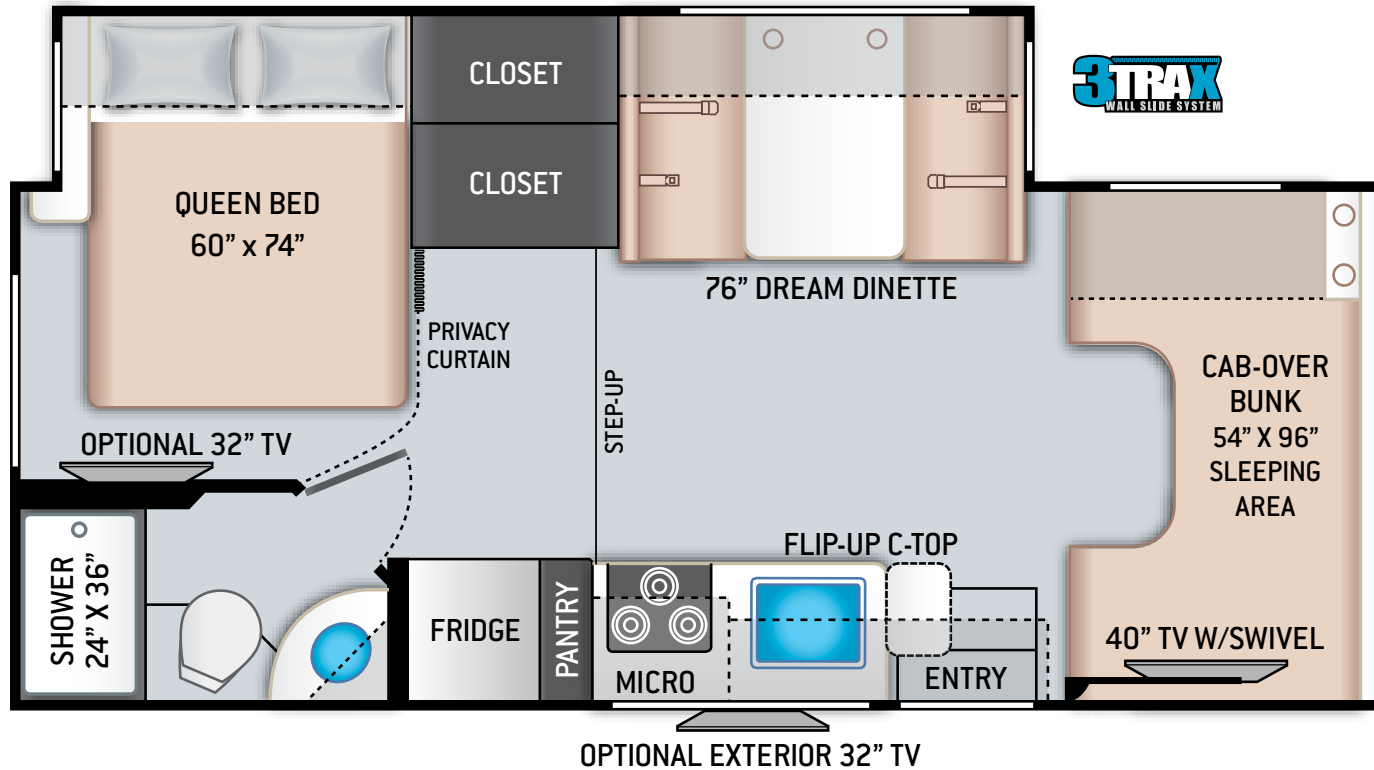 CLOSET
3TRAX
WALL SLIDE SYSTEM
CLOSET
QUEEN BED
60” x 74”
76” DREAM DINETTE
PRIVACY
CURTAIN
STEP-UP
CAB-OVER
BUNK
54” X 96”
SLEEPING
AREA
OPTIONAL 32” TV
FLIP-UP C-TOP
SHOWER
24” X 36”
FRIDGE
PANTRY
MICRO
ENTRY
40” TV W/SWIVEL
OPTIONAL EXTERIOR 32” TV